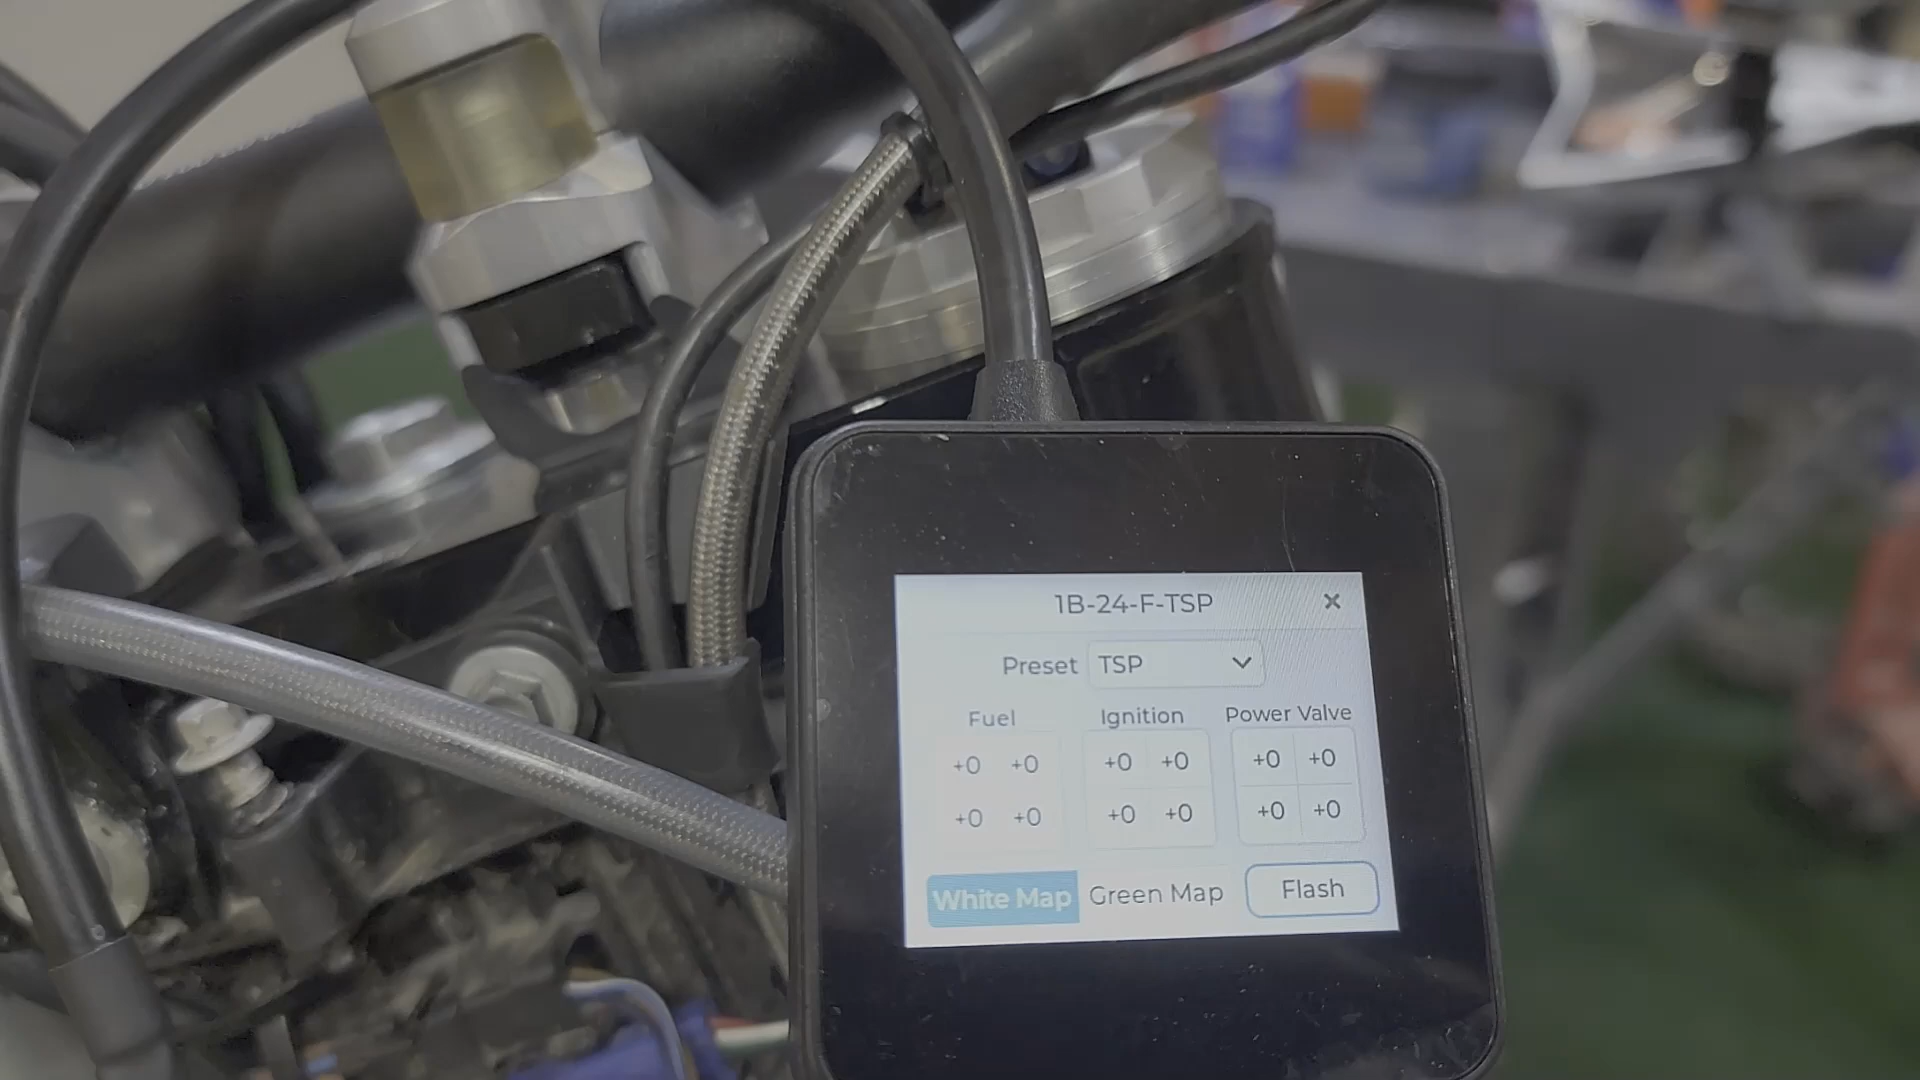 1B-24-F-TSP ×
Preset TSP
Fuel Ignition Power Valve
+0 +0 +0 +0 +0 +0
+0 +0 +0 +0 +0 +0
White Map Green Map Flash